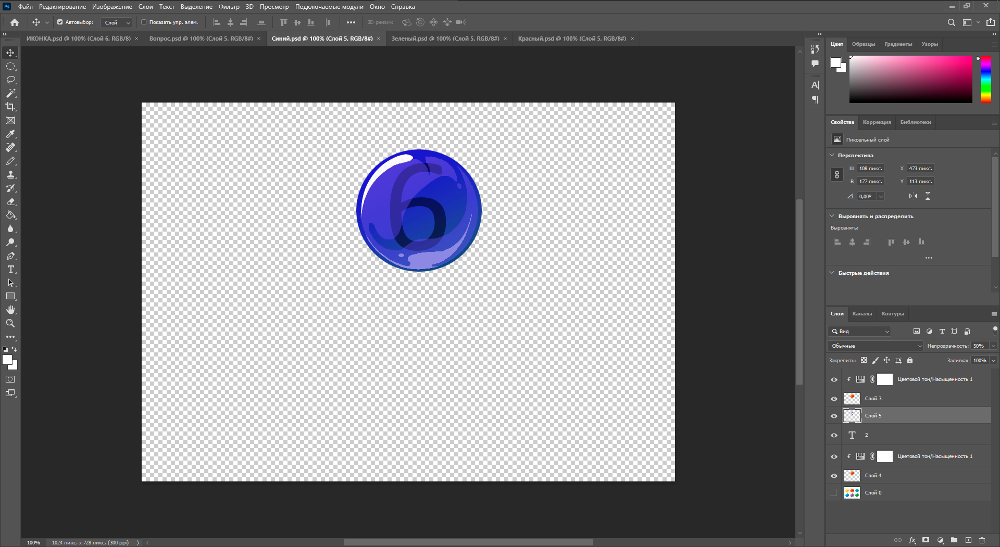 Ps Файл Редактирование Изображение Слои Текст Выделение Фильтр 3D Просмотр Подключаемые модули Окно Справка
Автовыбор: Слой Показать упр. элем. 3D-режим:
ИКОНКА.psd @ 100% (Слой 6, RGB/8) Вопрос.psd @ 100% (Слой 5, RGB/8#) Синий.psd @ 100% (Слой 5, RGB/8#) Зеленый.psd @ 100% (Слой 5, RGB/8#) Красный.psd @ 100% (Слой 5, RGB/8#)
Цвет Образцы Градиенты Узоры
Свойства Коррекция Библиотеки
Пиксельный слой
Перспектива
Ш 108 пикс. X 473 пикс.
В 177 пикс. Y 113 пикс.
0,00°
Выровнять и распределить
Выровнять:
Быстрые действия
6
Слои Каналы Контуры
Вид
Обычные Непрозрачность: 50%
Закрепить: Заливка: 100%
Цветовой тон/Насыщенность 1
Слой 3
Слой 5
2
Цветовой тон/Насыщенность 1
Слой 4
Слой 0
100% 1024 пикс. x 728 пикс. (300 ppi)